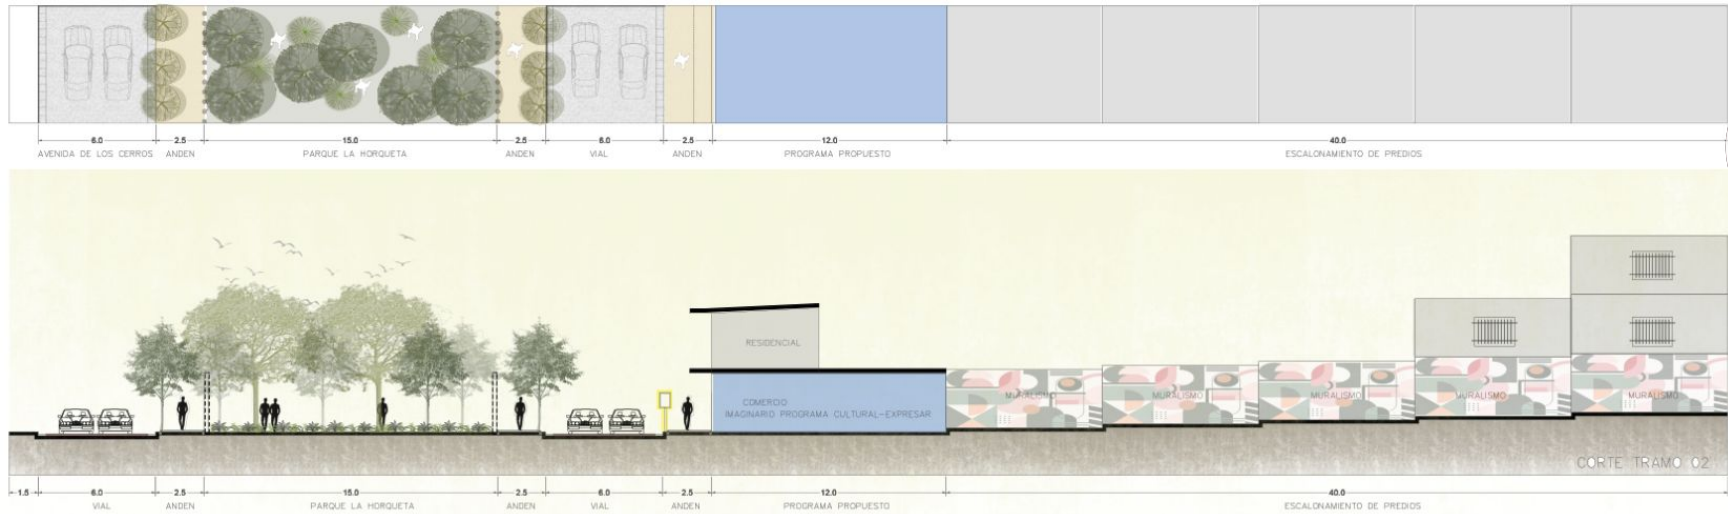 6.0 2.5 15.0 2.5 6.0 2.5 12.0 40.0
AVENIDA DE LOS CERROS ANDEN PARQUE LA HORQUETA ANDEN VIAL ANDEN PROGRAMA PROPUESTO ESCALONAMIENTO DE PREDIOS
RESIDENCIAL
COMERCIO
IMAGINARIO PROGRAMA CULTURAL-EXPRESAR
MURALISMO MURALISMO MURALISMO MURALISMO MURALISMO
CORTE TRAMO 02
1.5 6.0 2.5 15.0 2.5 6.0 2.5 12.0 40.0
VIAL ANDEN PARQUE LA HORQUETA ANDEN VIAL ANDEN PROGRAMA PROPUESTO ESCALONAMIENTO DE PREDIOS